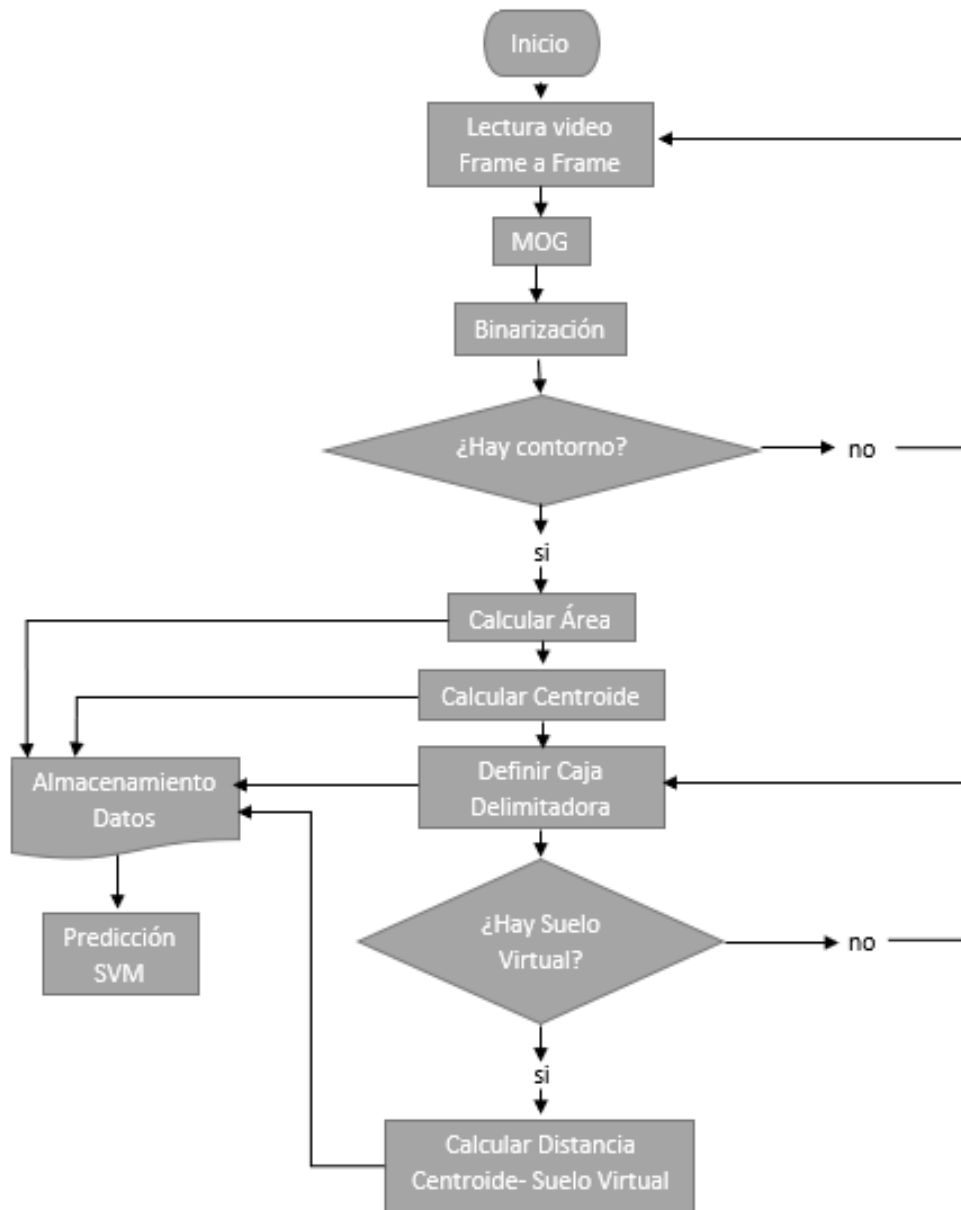 Inicio
Lectura video
Frame a Frame
MOG
Binarización
¿Hay contorno?
no
si
Calcular Área
Calcular Centroide
Definir Caja
Delimitadora
Almacenamiento
Datos
Predicción
SVM
¿Hay Suelo
Virtual?
no
si
Calcular Distancia
Centroide- Suelo Virtual